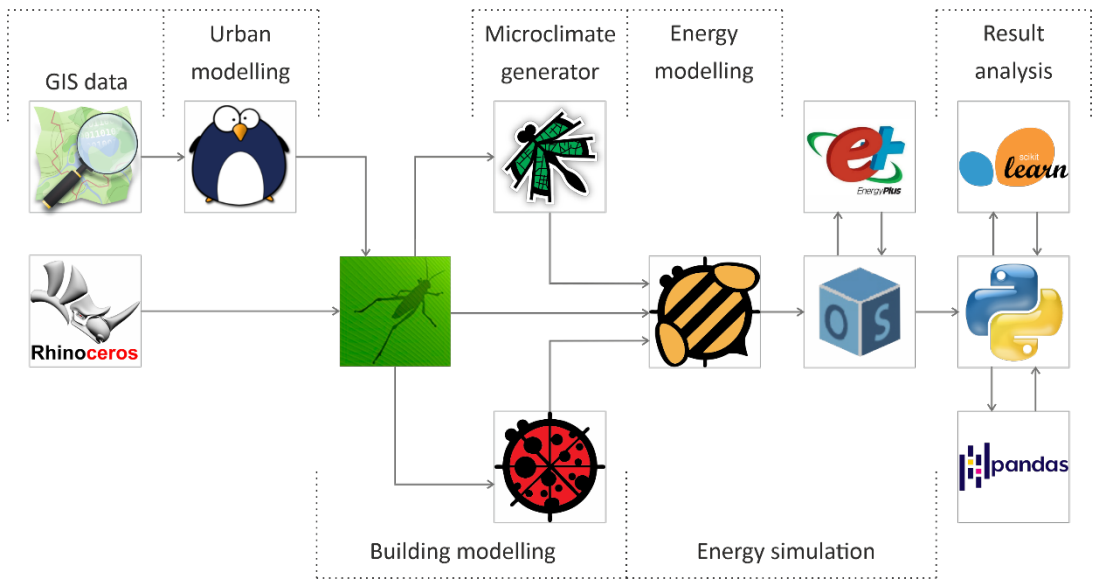 Urban
modelling
GIS data
Microclimate
generator
Energy
modelling
Result
analysis
011010
EnergyPlus
scikit
learn
Rhinoceros
O S
pandas
Building modelling
Energy simulation